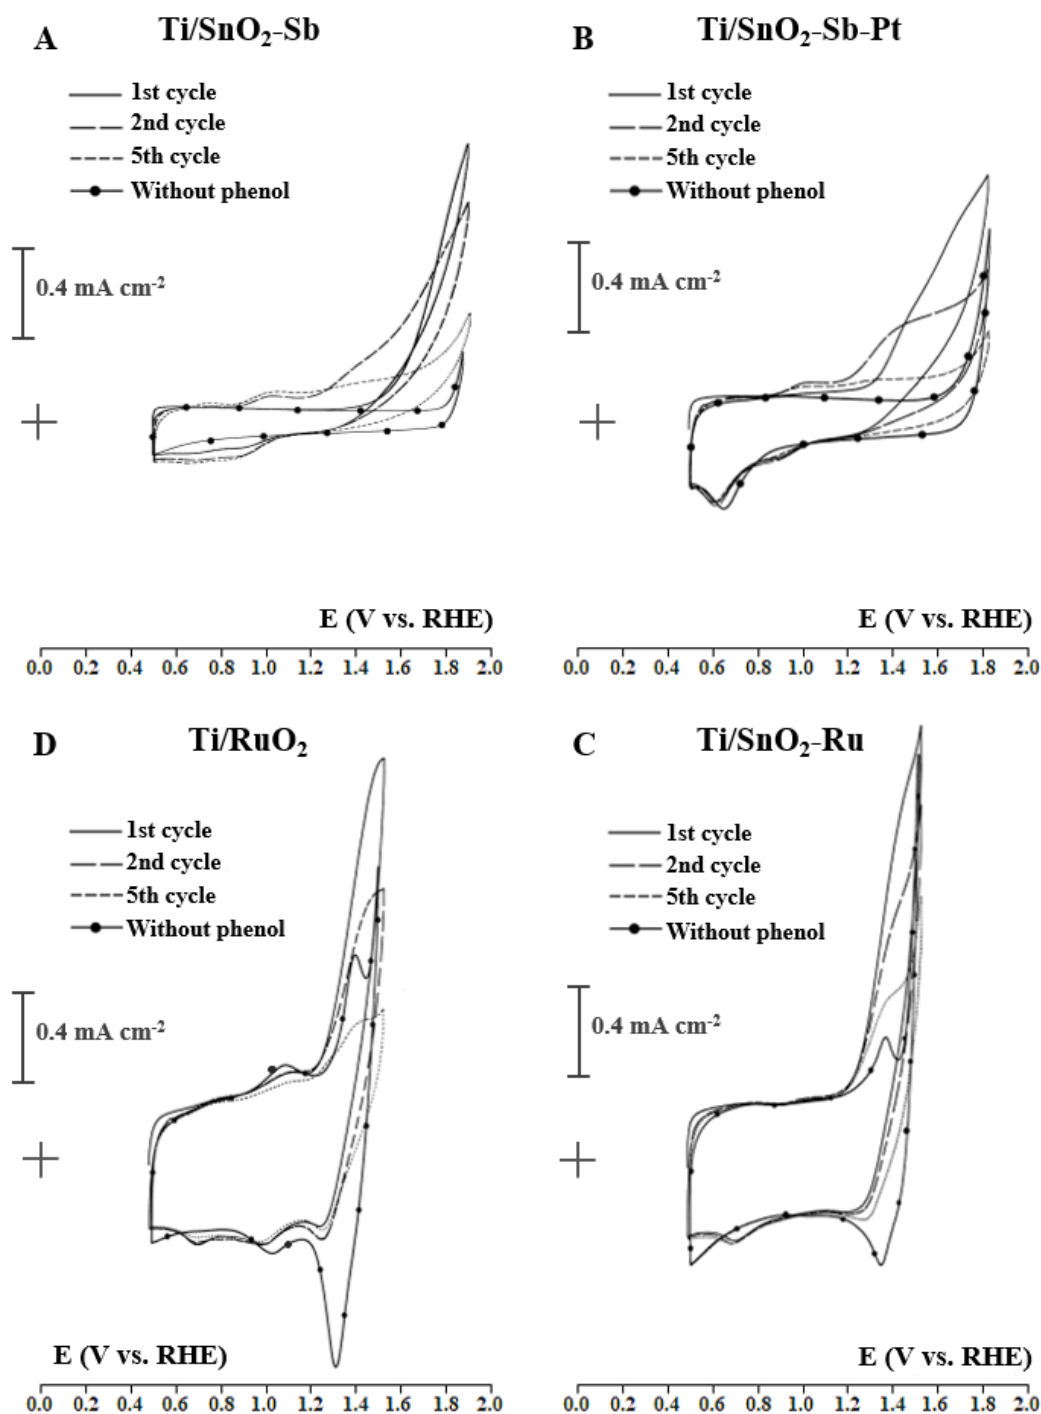 A
Ti/SnO₂-Sb
1st cycle
2nd cycle
5th cycle
Without phenol
0.4 mA cm⁻²
E (V vs. RHE)
0.0 0.2 0.4 0.6 0.8 1.0 1.2 1.4 1.6 1.8 2.0
B
Ti/SnO₂-Sb-Pt
1st cycle
2nd cycle
5th cycle
Without phenol
0.4 mA cm⁻²
E (V vs. RHE)
0.0 0.2 0.4 0.6 0.8 1.0 1.2 1.4 1.6 1.8 2.0
D
Ti/RuO₂
1st cycle
2nd cycle
5th cycle
Without phenol
0.4 mA cm⁻²
E (V vs. RHE)
0.0 0.2 0.4 0.6 0.8 1.0 1.2 1.4 1.6 1.8 2.0
C
Ti/SnO₂-Ru
1st cycle
2nd cycle
5th cycle
Without phenol
0.4 mA cm⁻²
E (V vs. RHE)
0.0 0.2 0.4 0.6 0.8 1.0 1.2 1.4 1.6 1.8 2.0